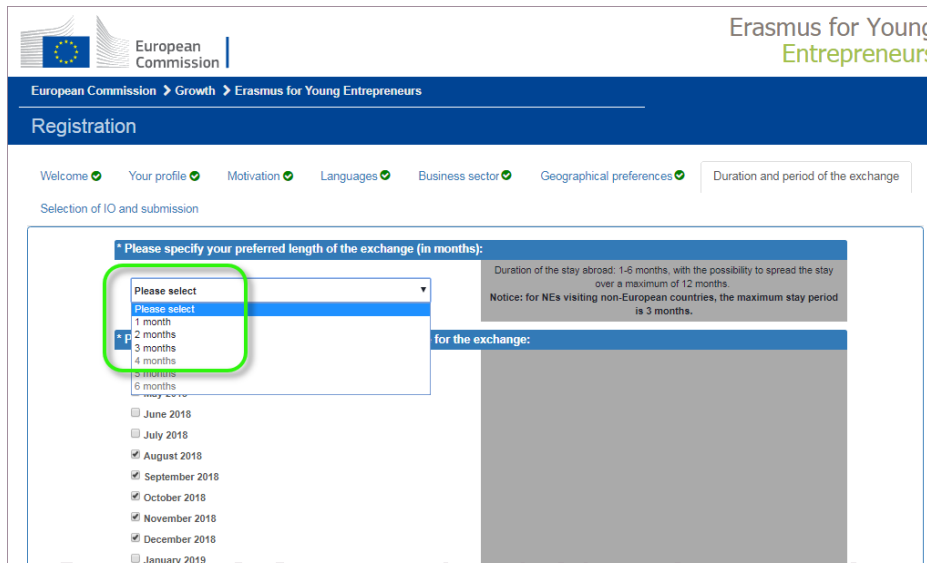 European
Commission
Erasmus for Young
Entrepreneurs
European Commission > Growth > Erasmus for Young Entrepreneurs
Registration
Welcome Your profile Motivation Languages Business sector Geographical preferences Duration and period of the exchange
Selection of IO and submission
* Please specify your preferred length of the exchange (in months):
Please select
Duration of the stay abroad: 1-6 months, with the possibility to spread the stay
over a maximum of 12 months.
Notice: for NEs visiting non-European countries, the maximum stay period
is 3 months.
Please select
1 month
2 months
3 months
4 months
5 months
6 months
* P for the exchange:
May 2018
June 2018
July 2018
August 2018
September 2018
October 2018
November 2018
December 2018
January 2019